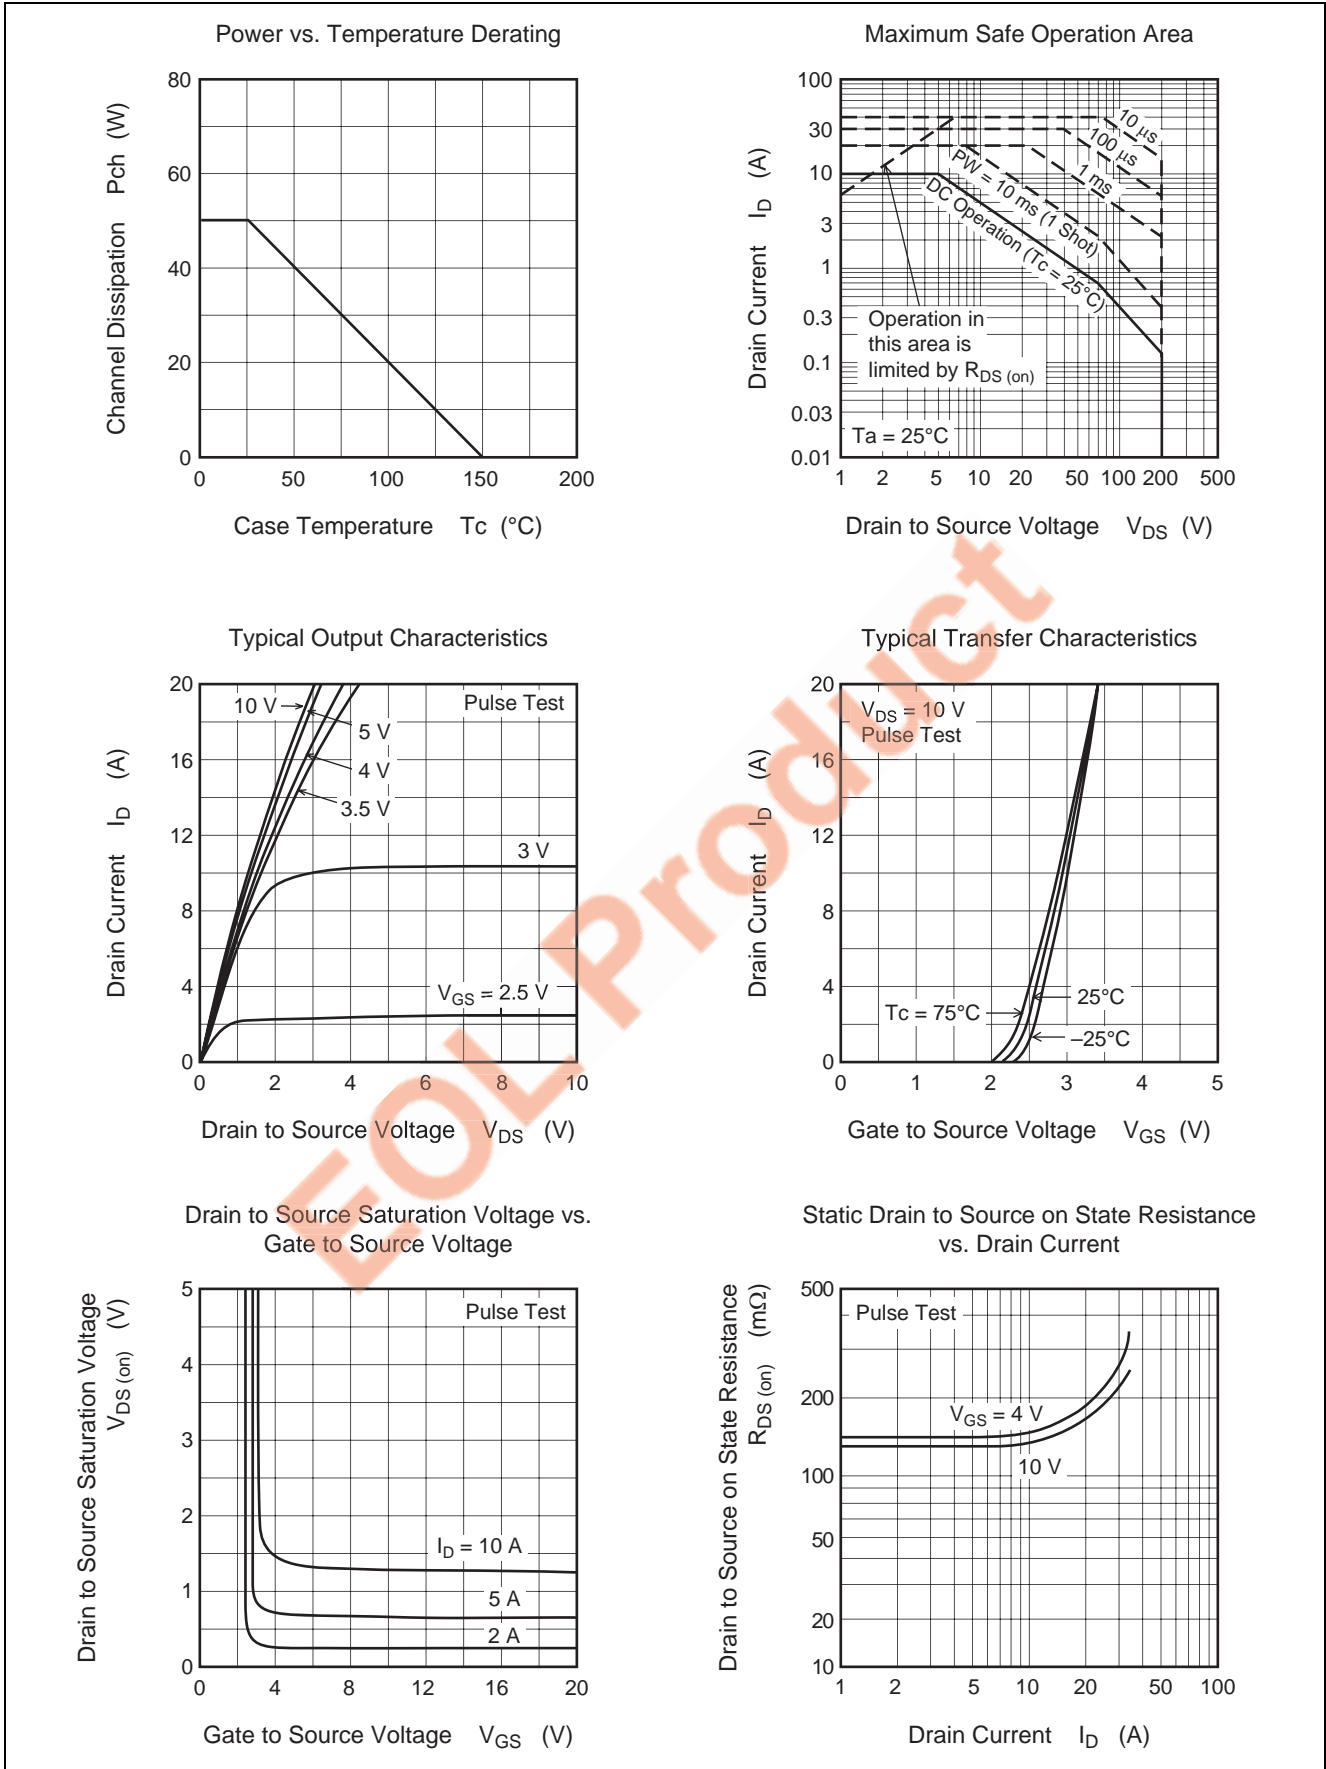 Power vs. Temperature Derating
80
60
40
20
0
0 50 100 150 200
Channel Dissipation Pch (W)
Case Temperature Tc (°C)
Maximum Safe Operation Area
100
30
10
3
1
0.3
0.1
0.03
0.01
1 2 5 10 20 50 100 200 500
Drain Current ID (A)
10 µs
100 µs
1 ms
PW = 10 ms (1 Shot)
DC Operation (Tc = 25°C)
Operation in
this area is
limited by RDS (on)
Ta = 25°C
Drain to Source Voltage VDS (V)
Typical Output Characteristics
20
16
12
8
4
0
0 2 4 6 8 10
Drain Current ID (A)
Pulse Test
10 V
5 V
4 V
3.5 V
3 V
VGS = 2.5 V
Drain to Source Voltage VDS (V)
Typical Transfer Characteristics
20
16
12
8
4
0
0 1 2 3 4 5
Drain Current ID (A)
VDS = 10 V
Pulse Test
Tc = 75°C
25°C
–25°C
Gate to Source Voltage VGS (V)
EOL Product
Drain to Source Saturation Voltage vs.
Gate to Source Voltage
5
4
3
2
1
0
0 4 8 12 16 20
Drain to Source Saturation Voltage
VDS (on) (V)
Pulse Test
ID = 10 A
5 A
2 A
Gate to Source Voltage VGS (V)
Static Drain to Source on State Resistance
vs. Drain Current
500
200
100
50
20
10
1 2 5 10 20 50 100
Drain to Source on State Resistance
RDS (on) (mΩ)
Pulse Test
VGS = 4 V
10 V
Drain Current ID (A)